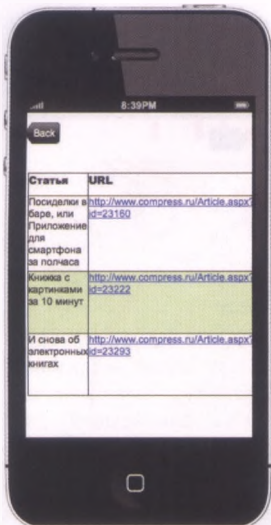 8:39PM
Back
Статья URL
Посиделки в http://www.compress.ru/Article.aspx?
баре, или id=23160
Приложение
для
смартфона
за полчаса
Книжка с http://www.compress.ru/Article.aspx?
картинками id=23222
за 10 минут
И снова об http://www.compress.ru/Article.aspx?
электронных id=23293
книгах